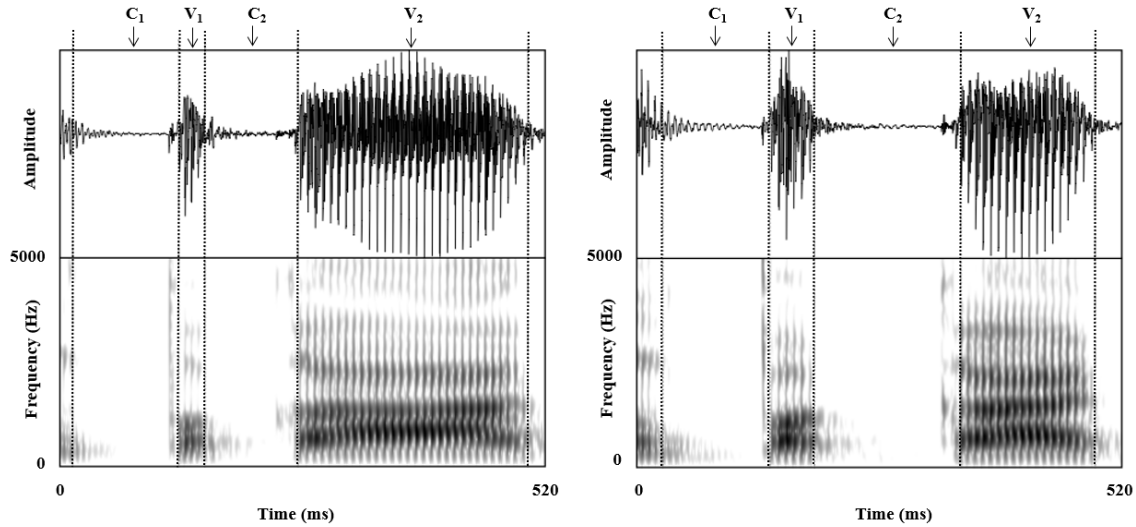 C₁ V₁ C₂ V₂
Amplitude
5000
Frequency (Hz)
0
0 520
Time (ms)
C₁ V₁ C₂ V₂
Amplitude
5000
Frequency (Hz)
0
0 520
Time (ms)